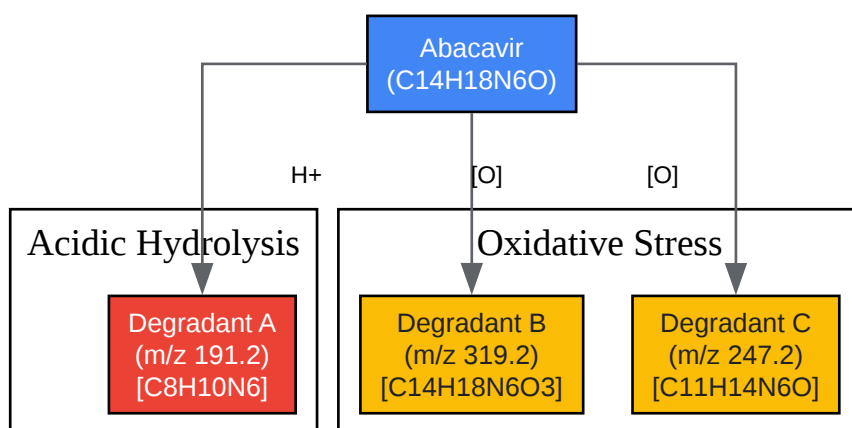 Abacavir
(C14H18N6O)
H+
[O]
[O]
Acidic Hydrolysis
Oxidative Stress
Degradant A
(m/z 191.2)
[C8H10N6]
Degradant B
(m/z 319.2)
[C14H18N6O3]
Degradant C
(m/z 247.2)
[C11H14N6O]